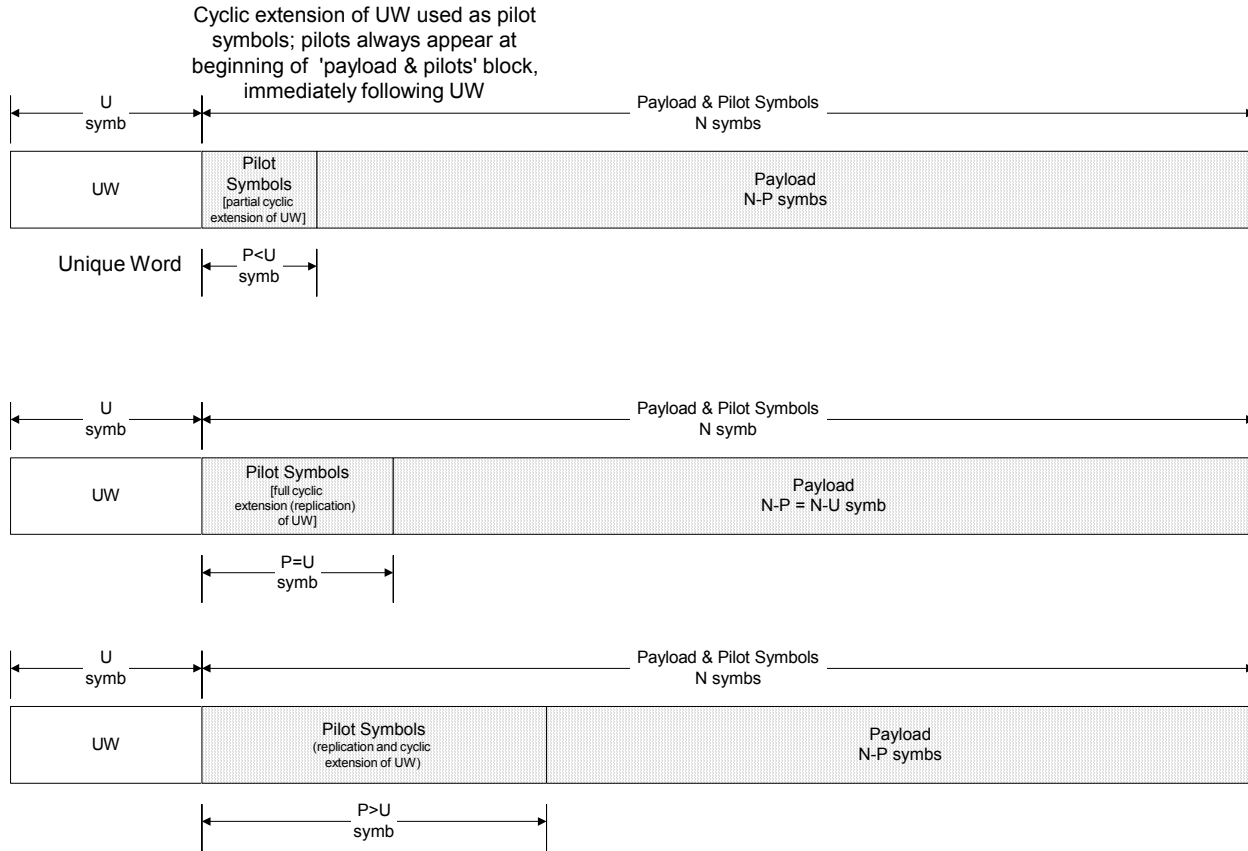 Cyclic extension of UW used as pilot
symbols; pilots always appear at
beginning of 'payload & pilots' block,
immediately following UW
U
symb
Payload & Pilot Symbols
N symbs
UW
Pilot
Symbols
[partial cyclic
extension of UW]
Payload
N-P symbs
Unique Word
P<U
symb
U
symb
Payload & Pilot Symbols
N symb
UW
Pilot Symbols
[full cyclic
extension (replication)
of UW]
Payload
N-P = N-U symb
P=U
symb
U
symb
Payload & Pilot Symbols
N symbs
UW
Pilot Symbols
(replication and cyclic
extension of UW)
Payload
N-P symbs
P>U
symb